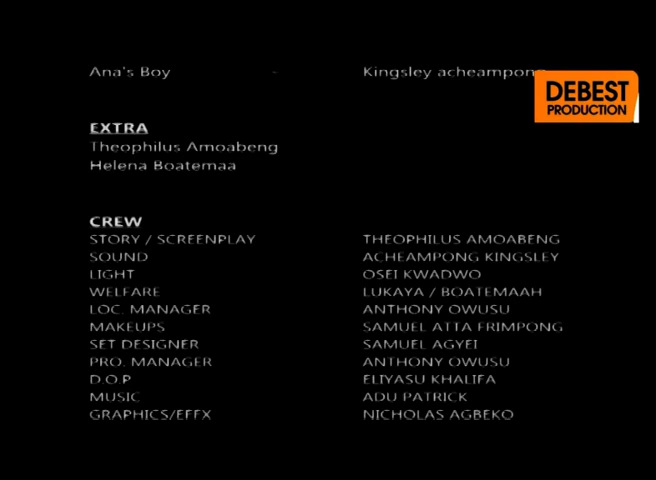 Ana's Boy - Kingsley acheampong
DEBEST
PRODUCTION
EXTRA
Theophilus Amoabeng
Helena Boatemaa
CREW
STORY / SCREENPLAY THEOPHILUS AMOABENG
SOUND ACHEAMPONG KINGSLEY
LIGHT OSEI KWADWO
WELFARE LUKAYA / BOATEMAAH
LOC. MANAGER ANTHONY OWUSU
MAKEUPS SAMUEL ATTA FRIMPONG
SET DESIGNER SAMUEL AGYEI
PRO. MANAGER ANTHONY OWUSU
D.O.P ELIYASU KHALIFA
MUSIC ADU PATRICK
GRAPHICS/EFFX NICHOLAS AGBEKO